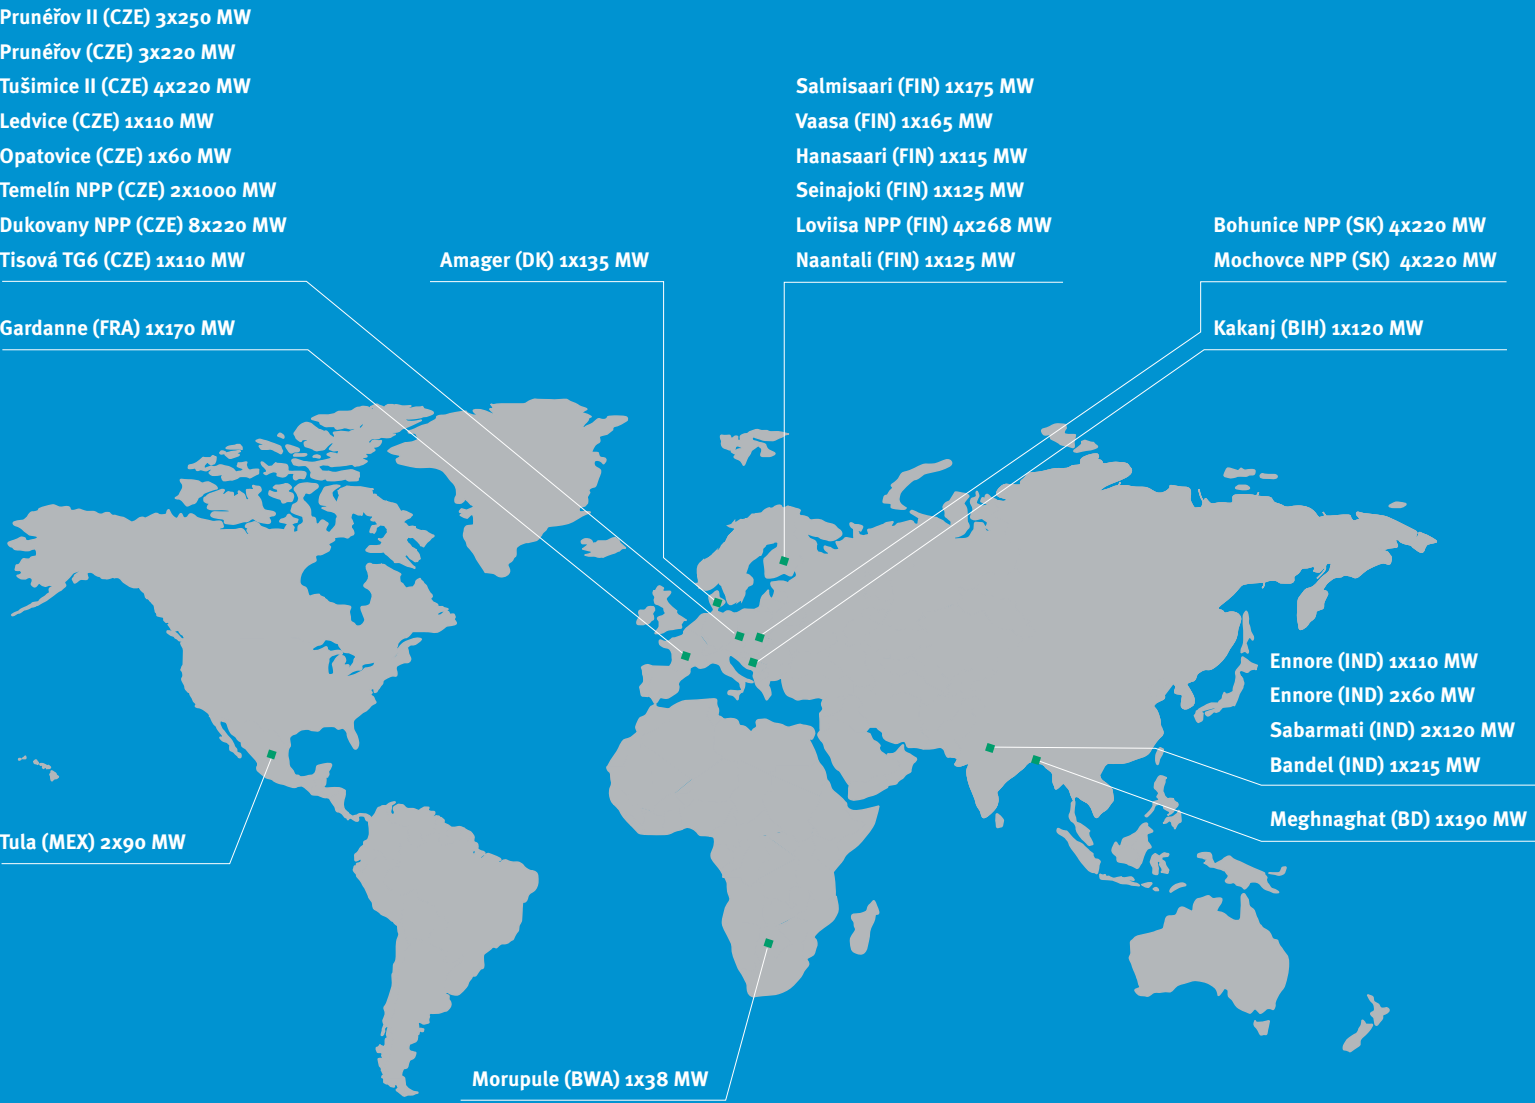 Prunéřov II (CZE) 3x250 MW
Prunéřov (CZE) 3x220 MW
Tušimice II (CZE) 4x220 MW
Ledvice (CZE) 1x110 MW
Opatovice (CZE) 1x60 MW
Temelín NPP (CZE) 2x1000 MW
Dukovany NPP (CZE) 8x220 MW
Tisová TG6 (CZE) 1x110 MW
Gardanne (FRA) 1x170 MW
Amager (DK) 1x135 MW
Salmisaari (FIN) 1x175 MW
Vaasa (FIN) 1x165 MW
Hanasaari (FIN) 1x115 MW
Seinajoki (FIN) 1x125 MW
Loviisa NPP (FIN) 4x268 MW
Naantali (FIN) 1x125 MW
Bohunice NPP (SK) 4x220 MW
Mochovce NPP (SK) 4x220 MW
Kakanj (BIH) 1x120 MW
Ennore (IND) 1x110 MW
Ennore (IND) 2x60 MW
Sabarmati (IND) 2x120 MW
Bandel (IND) 1x215 MW
Meghnaghat (BD) 1x190 MW
Tula (MEX) 2x90 MW
Morupule (BWA) 1x38 MW